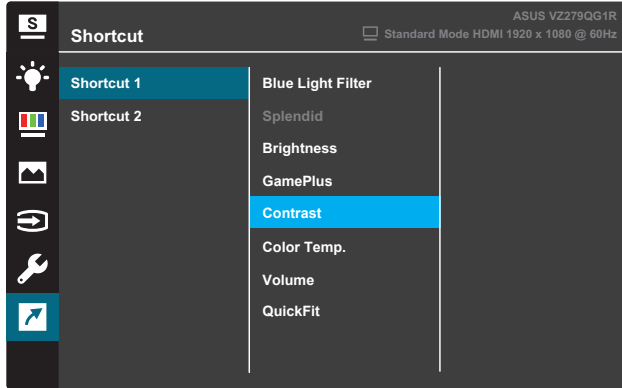 S
ASUS VZ279QG1R
Shortcut
Standard Mode HDMI 1920 x 1080 @ 60Hz
Shortcut 1
Shortcut 2
Blue Light Filter
Splendid
Brightness
GamePlus
Contrast
Color Temp.
Volume
QuickFit